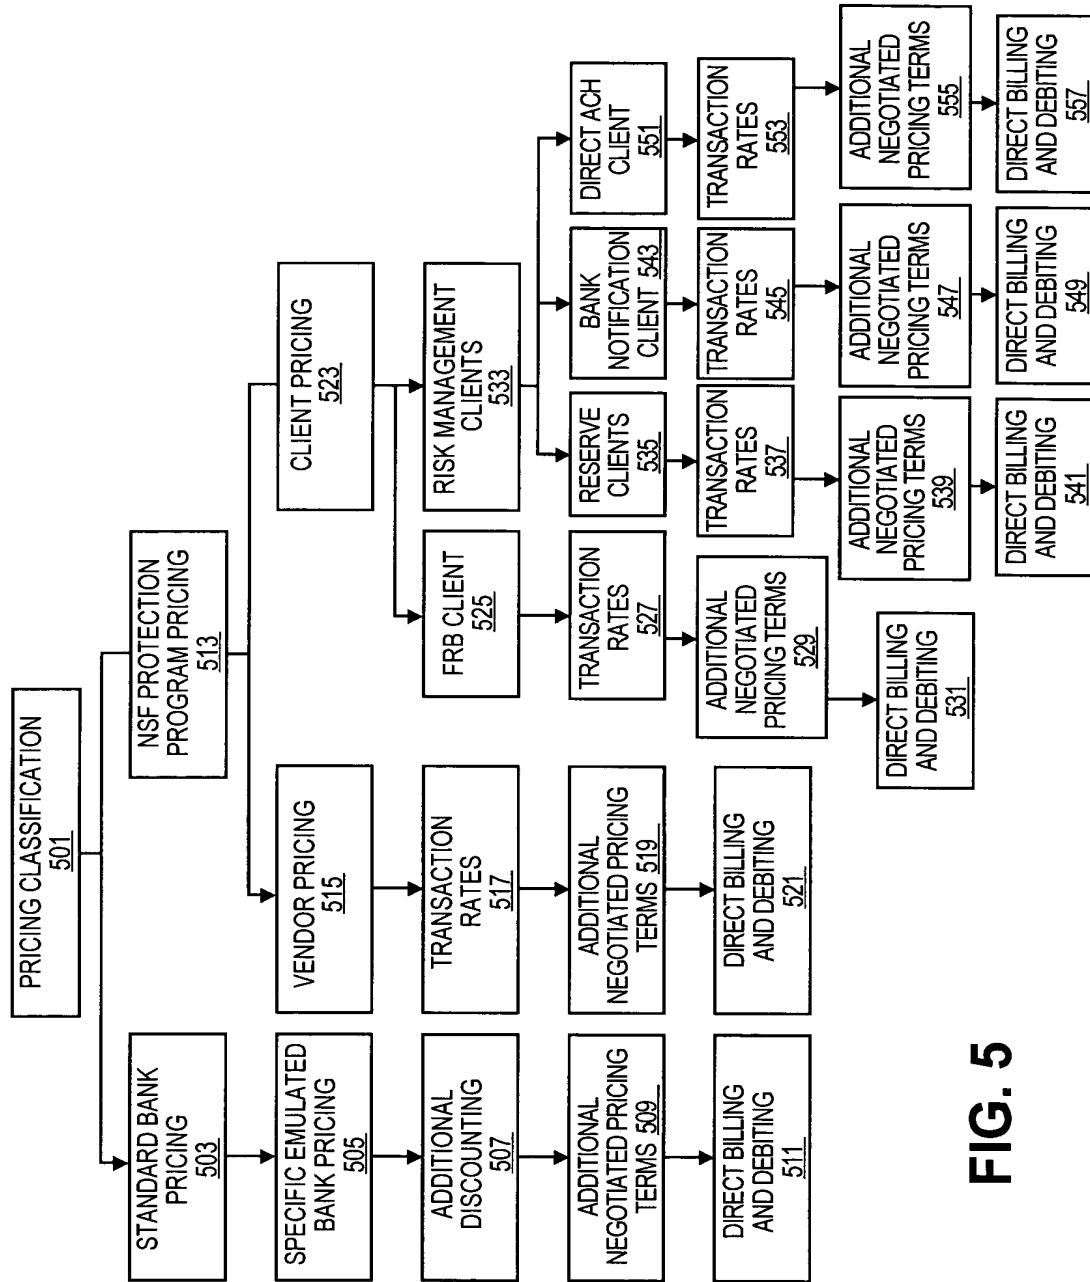 PRICING CLASSIFICATION
501
STANDARD BANK
PRICING
503
NSF PROTECTION
PROGRAM PRICING
513
SPECIFIC EMULATED
BANK PRICING
505
VENDOR PRICING
515
CLIENT PRICING
523
ADDITIONAL
DISCOUNTING
507
TRANSACTION
RATES
517
FRB CLIENT
525
RISK MANAGEMENT
CLIENTS
533
ADDITIONAL
NEGOTIATED PRICING
TERMS 509
ADDITIONAL
NEGOTIATED PRICING
TERMS 519
TRANSACTION
RATES
527
RESERVE
CLIENTS
535
BANK
NOTIFICATION
CLIENT 543
DIRECT ACH
CLIENT
551
DIRECT BILLING
AND DEBITING
511
DIRECT BILLING
AND DEBITING
521
ADDITIONAL
NEGOTIATED
PRICING TERMS
529
TRANSACTION
RATES
537
TRANSACTION
RATES
545
TRANSACTION
RATES
553
DIRECT BILLING
AND DEBITING
531
ADDITIONAL
NEGOTIATED
PRICING TERMS
539
ADDITIONAL
NEGOTIATED
PRICING TERMS
547
ADDITIONAL
NEGOTIATED
PRICING TERMS
555
DIRECT BILLING
AND DEBITING
541
DIRECT BILLING
AND DEBITING
549
DIRECT BILLING
AND DEBITING
557
FIG. 5